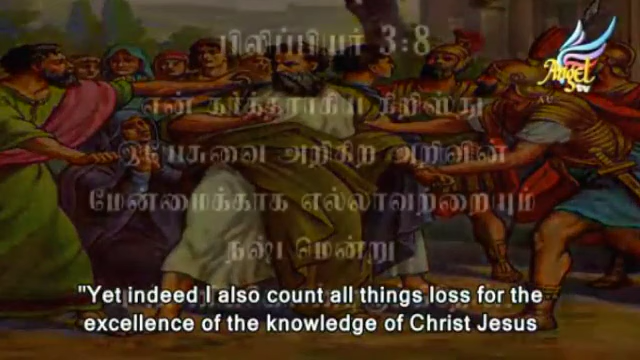 பிலிப்பியர் 3:8
Angel
TV
என் கர்த்தராகிய கிறிஸ்து
இயேசுவை அறிகிற அறிவின்
மேன்மைக்காக எல்லாவற்றையும்
நஷ்டமென்று
"Yet indeed I also count all things loss for the
excellence of the knowledge of Christ Jesus